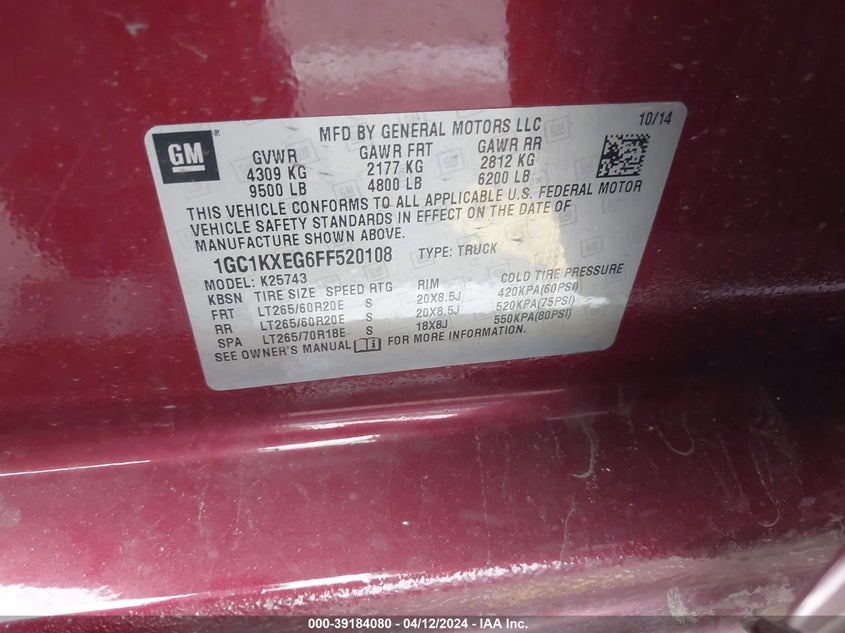 GM
MFD BY GENERAL MOTORS LLC 10/14
GVWR GAWR FRT GAWR RR
4309 KG 2177 KG 2812 KG
9500 LB 4800 LB 6200 LB
THIS VEHICLE CONFORMS TO ALL APPLICABLE U.S. FEDERAL MOTOR
VEHICLE SAFETY STANDARDS IN EFFECT ON THE DATE OF
MANUFACTURE SHOWN ABOVE.
1GC1KXEG6FF520108 TYPE: TRUCK
MODEL: K25743
KBSN TIRE SIZE SPEED RTG RIM COLD TIRE PRESSURE
FRT LT265/60R20E S 20X8.5J 420KPA(60PSI)
RR LT265/60R20E S 20X8.5J 520KPA(75PSI)
SPA LT265/70R18E S 18X8J 550KPA(80PSI)
SEE OWNER'S MANUAL FOR MORE INFORMATION.
000-39184080 - 04/12/2024 - IAA Inc.